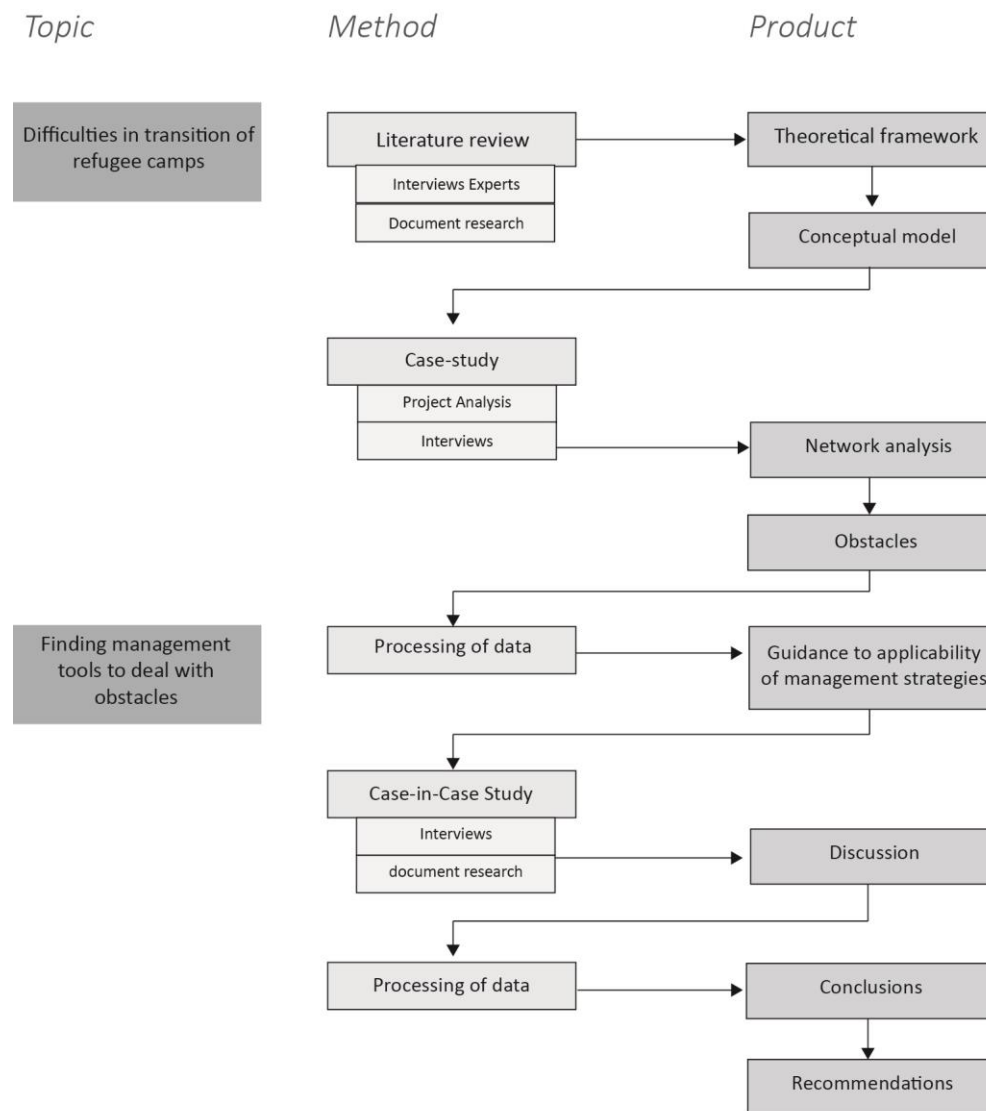 Topic
Method
Product
Difficulties in transition of
refugee camps
Literature review
Interviews Experts
Document research
Theoretical framework
Conceptual model
Case-study
Project Analysis
Interviews
Network analysis
Obstacles
Finding management
tools to deal with
obstacles
Processing of data
Guidance to applicability
of management strategies
Case-in-Case Study
Interviews
document research
Discussion
Processing of data
Conclusions
Recommendations